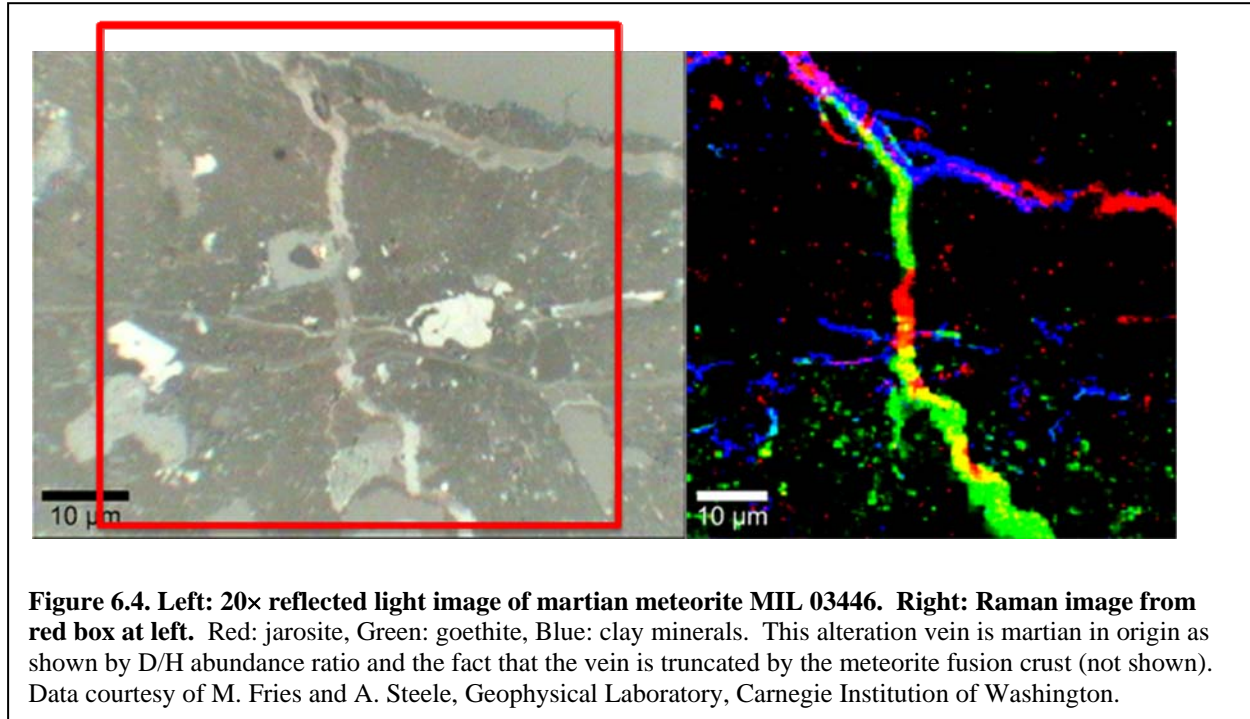 10 µm
10 µm
Figure 6.4. Left: 20× reflected light image of martian meteorite MIL 03446. Right: Raman image from
red box at left. Red: jarosite, Green: goethite, Blue: clay minerals. This alteration vein is martian in origin as
shown by D/H abundance ratio and the fact that the vein is truncated by the meteorite fusion crust (not shown).
Data courtesy of M. Fries and A. Steele, Geophysical Laboratory, Carnegie Institution of Washington.